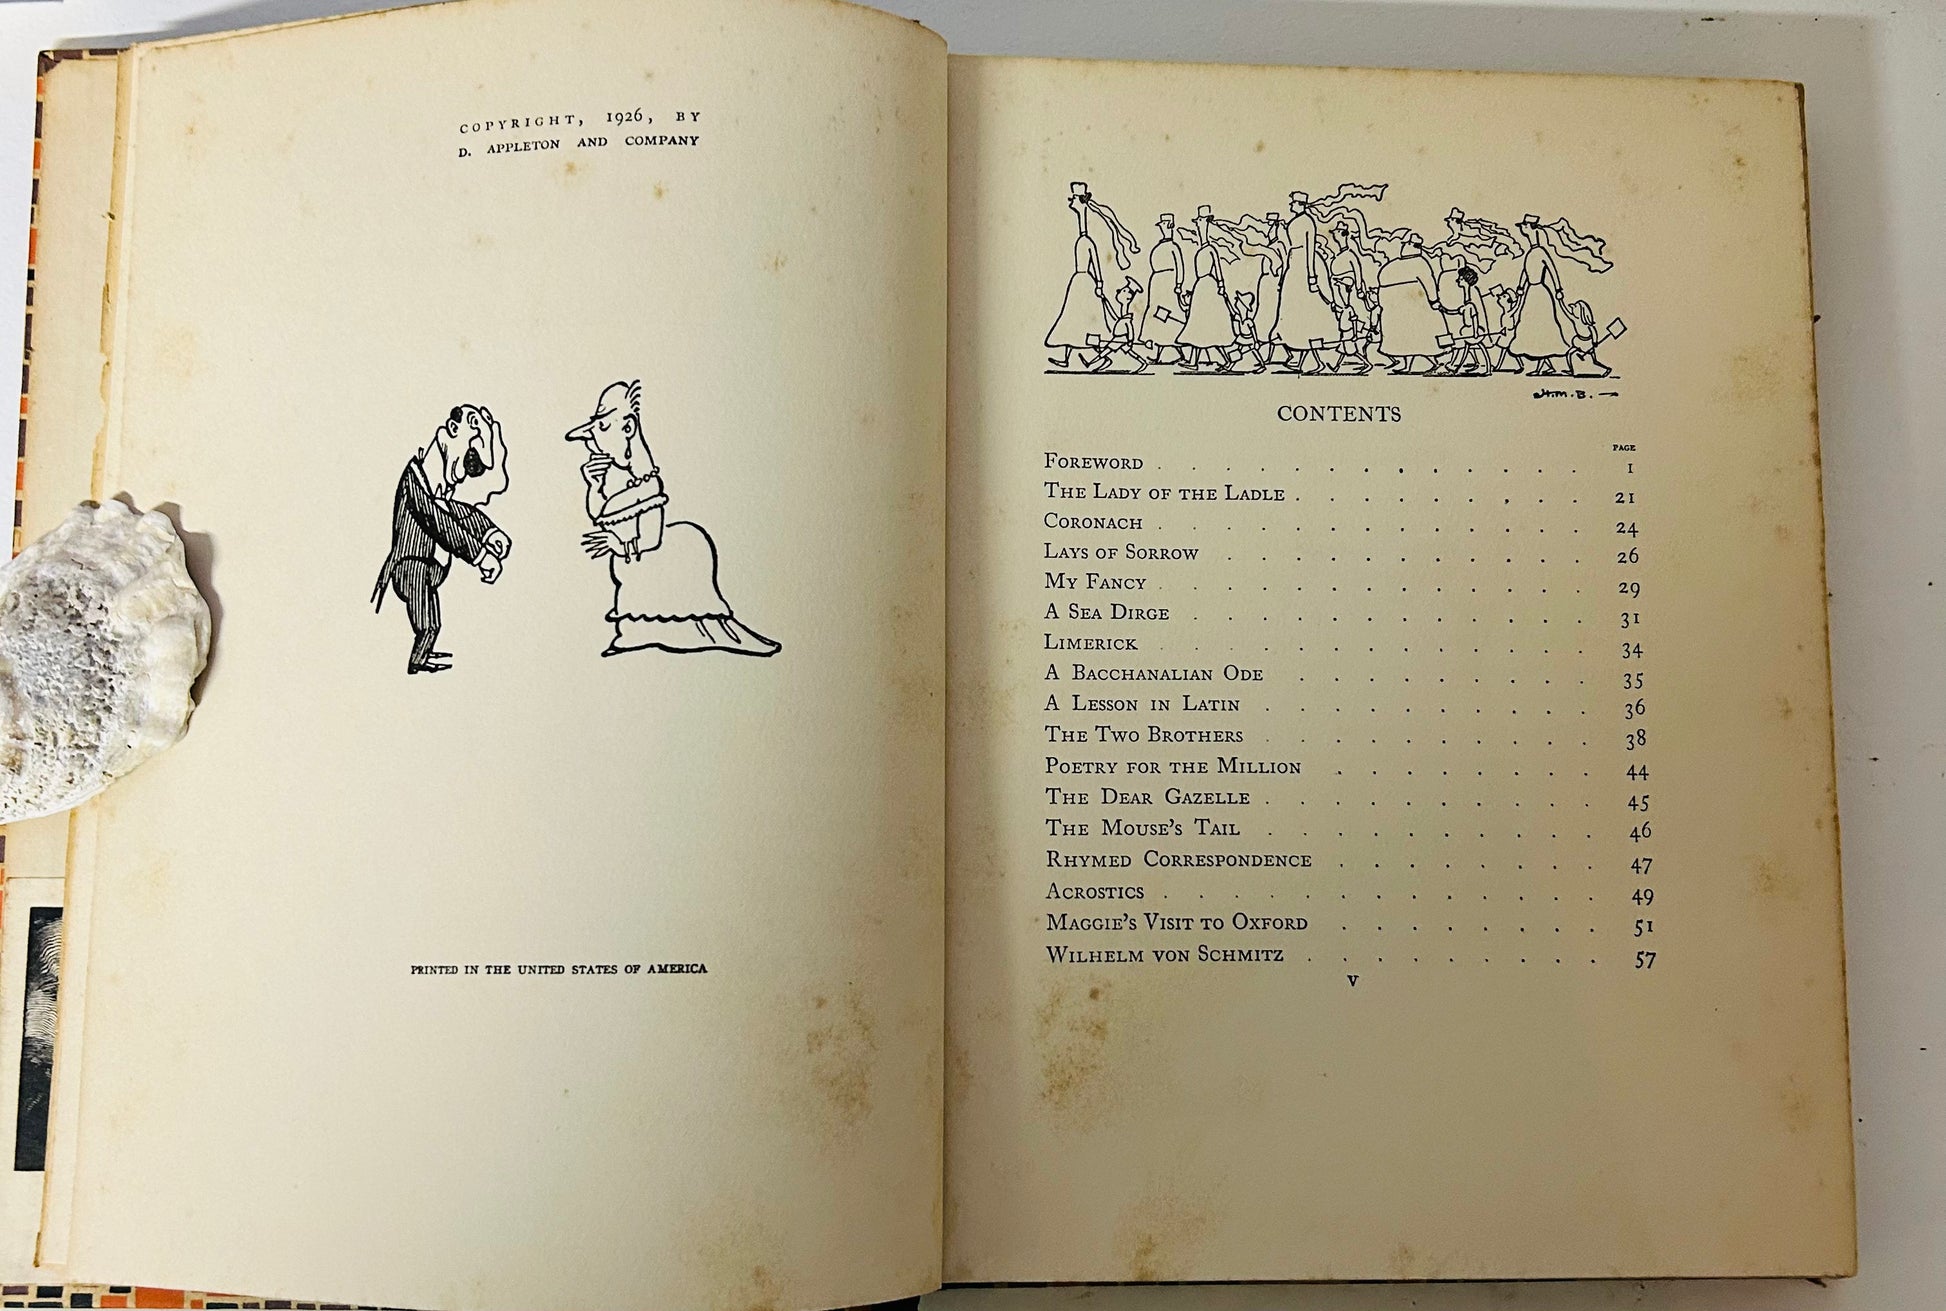 COPYRIGHT, 1926, BY
D. APPLETON AND COMPANY
PRINTED IN THE UNITED STATES OF AMERICA
H.M.B.
CONTENTS
PAGE
FOREWORD . . . . . . . . . . . . . 1
THE LADY OF THE LADLE . . . . . . . . . 21
CORONACH . . . . . . . . . . . . . 24
LAYS OF SORROW . . . . . . . . . . . 26
MY FANCY . . . . . . . . . . . . . 29
A SEA DIRGE . . . . . . . . . . . . 31
LIMERICK . . . . . . . . . . . . . 34
A BACCHANALIAN ODE . . . . . . . . . 35
A LESSON IN LATIN . . . . . . . . . . 36
THE TWO BROTHERS . . . . . . . . . . 38
POETRY FOR THE MILLION . . . . . . . . 44
THE DEAR GAZELLE . . . . . . . . . . 45
THE MOUSE'S TAIL . . . . . . . . . . 46
RHYMED CORRESPONDENCE . . . . . . . . 47
ACROSTICS . . . . . . . . . . . . . 49
MAGGIE'S VISIT TO OXFORD . . . . . . . . 51
WILHELM VON SCHMITZ . . . . . . . . . 57
v